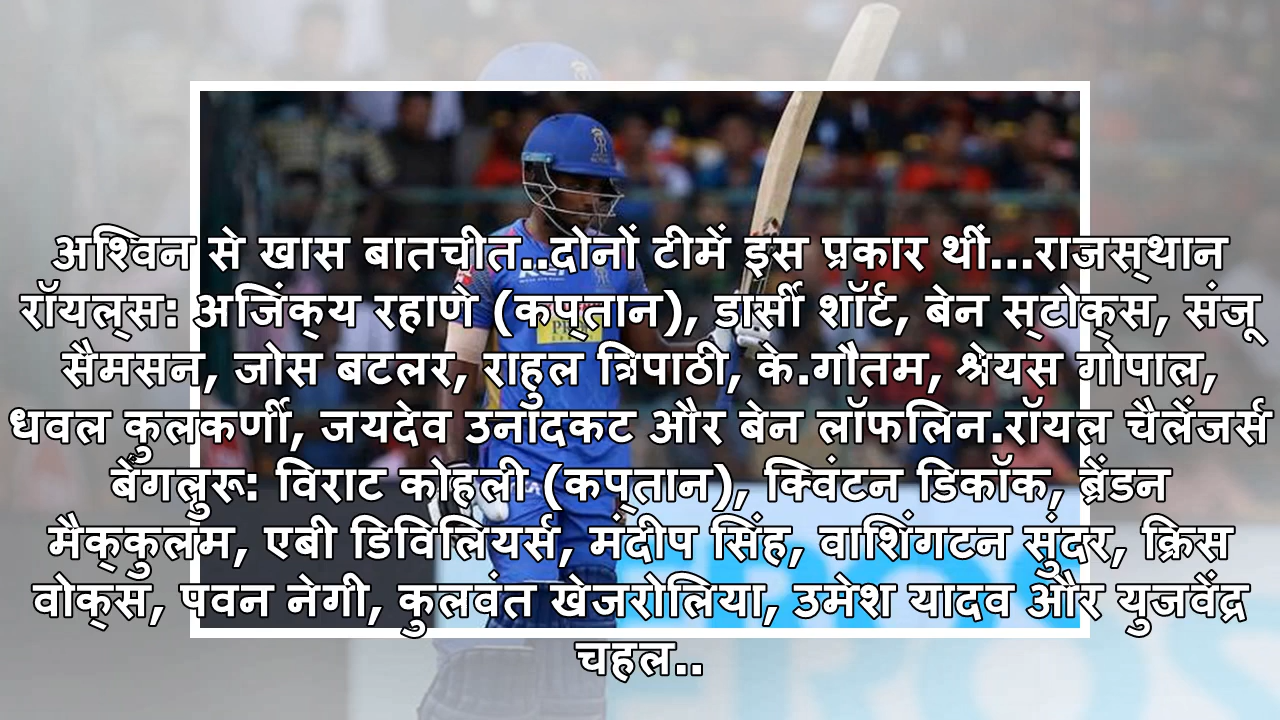 अश्विन से खास बातचीत..दोनों टीमें इस प्रकार थीं...राजस्थान
रॉयल्स: अजिंक्य रहाणे (कप्तान), डार्सी शॉर्ट, बेन स्टोक्स, संजू
सैमसन, जोस बटलर, राहुल त्रिपाठी, के.गौतम, श्रेयस गोपाल,
धवल कुलकर्णी, जयदेव उनादकट और बेन लॉफलिन.रॉयल चैलेंजर्स
बेंगलुरू: विराट कोहली (कप्तान), क्विंटन डिकॉक, ब्रेंडन
मैक्कुलम, एबी डिविलियर्स, मंदीप सिंह, वाशिंगटन सुंदर, क्रिस
वोक्स, पवन नेगी, कुलवंत खेजरोलिया, उमेश यादव और युजवेंद्र
चहल..